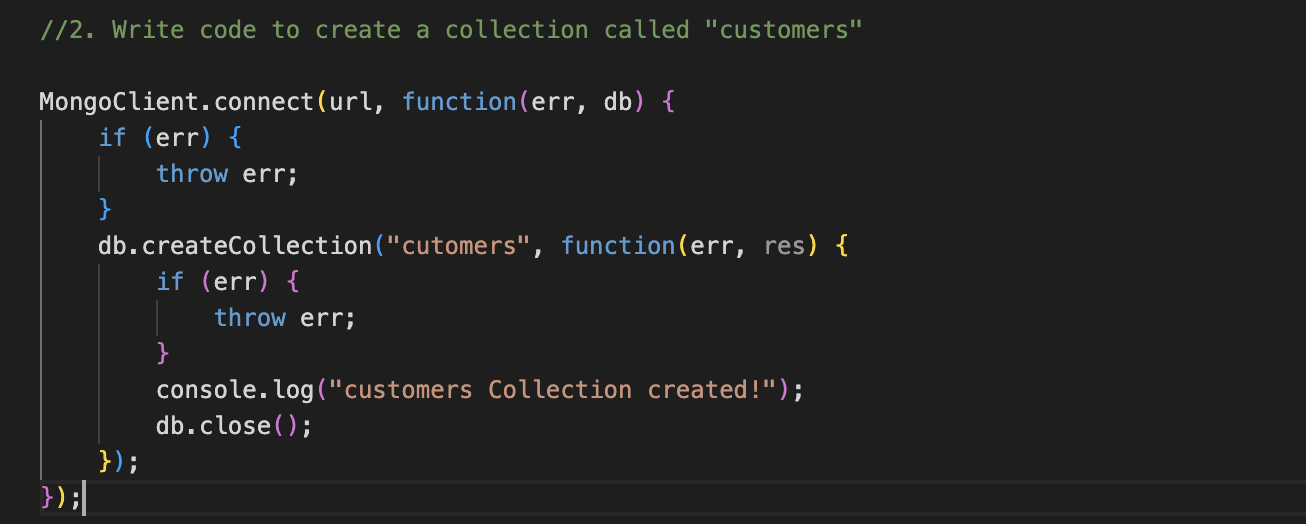 //2. Write code to create a collection called "customers"
MongoClient.connect(url, function(err, db) {
if (err) {
throw err;
}
db.createCollection("cutomers", function(err, res) {
if (err) {
throw err;
}
console.log("customers Collection created!");
db.close();
});
});